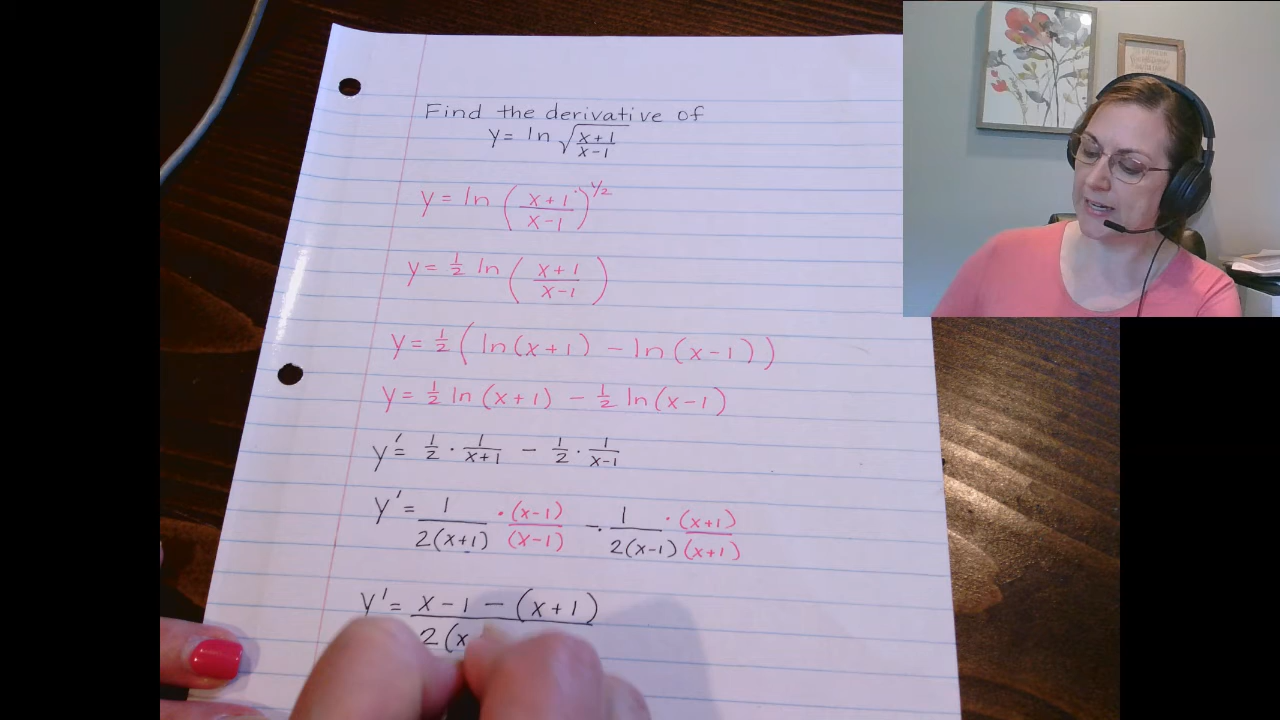 Find the derivative of
y = ln √((x+1)/(x-1))
y = ln ((x+1)/(x-1))^1/2
y = 1/2 ln ((x+1)/(x-1))
y = 1/2 (ln(x+1) - ln(x-1))
y = 1/2 ln(x+1) - 1/2 ln(x-1)
y' = 1/2 · 1/(x+1) - 1/2 · 1/(x-1)
y' = 1/(2(x+1)) · (x-1)/(x-1) - · 1/(2(x-1)) · (x+1)/(x+1)
y' = (x-1-(x+1))/(2(x